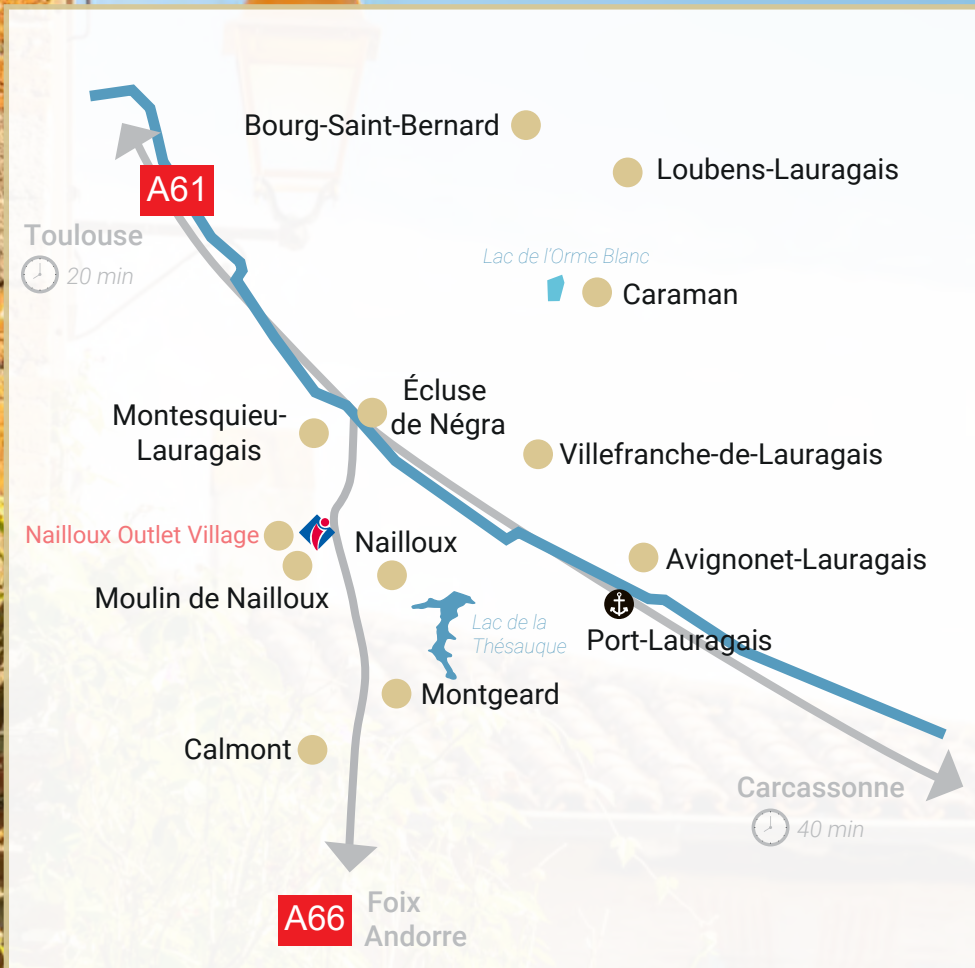 Bourg-Saint-Bernard
Loubens-Lauragais
A61
Toulouse
20 min
Lac de l'Orme Blanc
Caraman
Écluse
de Négra
Montesquieu-
Lauragais
Villefranche-de-Lauragais
Nailloux Outlet Village
Nailloux
Avignonet-Lauragais
Moulin de Nailloux
Lac de la
Thésauque
Port-Lauragais
Montgeard
Calmont
Carcassonne
40 min
A66
Foix
Andorre